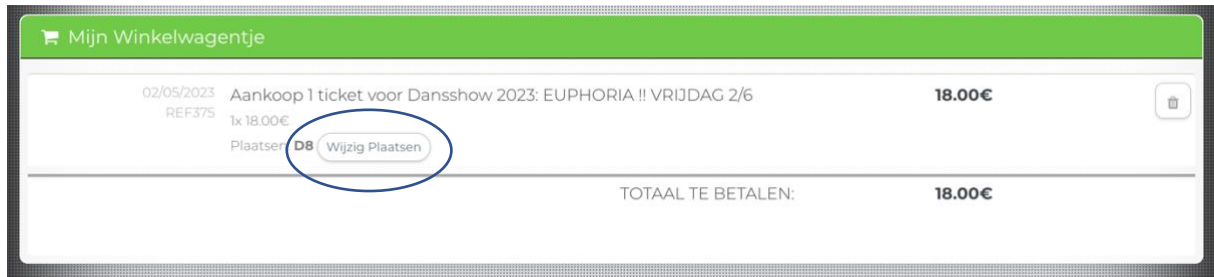 Mijn Winkelwagentje
02/05/2023 Aankoop 1 ticket voor Dansshow 2023: EUPHORIA !! VRIJDAG 2/6 18.00€
REF375
1x 18.00€
Plaatsen D8 Wijzig Plaatsen
TOTAAL TE BETALEN: 18.00€